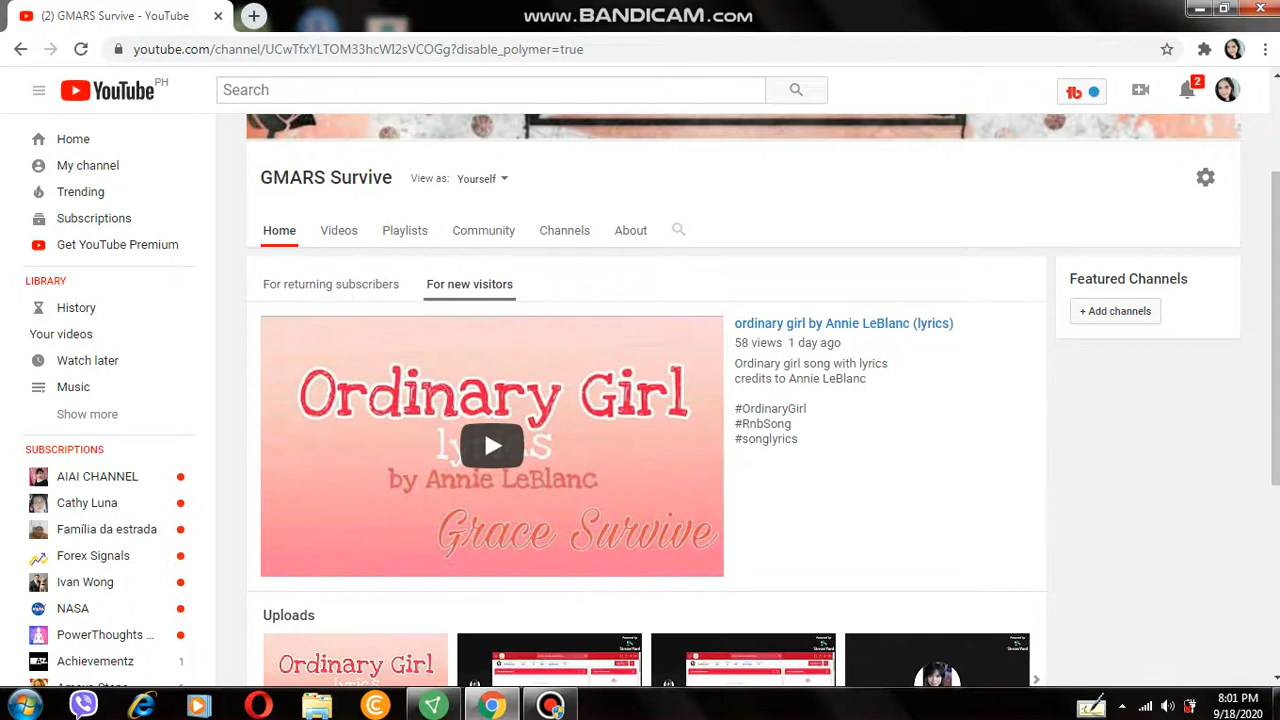 (2) GMARS Survive - YouTube
www.BANDICAM.com
youtube.com/channel/UCwTfxYLTOM33hcWI2sVCOGg?disable_polymer=true
YouTube PH
Search
2
Home
My channel
Trending
Subscriptions
Get YouTube Premium
LIBRARY
History
Your videos
Watch later
Music
Show more
SUBSCRIPTIONS
AIAI CHANNEL
Cathy Luna
Família da estrada
Forex Signals
Ivan Wong
NASA
PowerThoughts ...
Achievementz 1
GMARS Survive
View as: Yourself
Home Videos Playlists Community Channels About
For returning subscribers For new visitors
Ordinary Girl
lyrics
by Annie LeBlanc
Grace Survive
ordinary girl by Annie LeBlanc (lyrics)
58 views 1 day ago
Ordinary girl song with lyrics
credits to Annie LeBlanc
#OrdinaryGirl
#RnbSong
#songlyrics
Featured Channels
+ Add channels
Uploads
Ordinary Girl
8:01 PM
9/18/2020